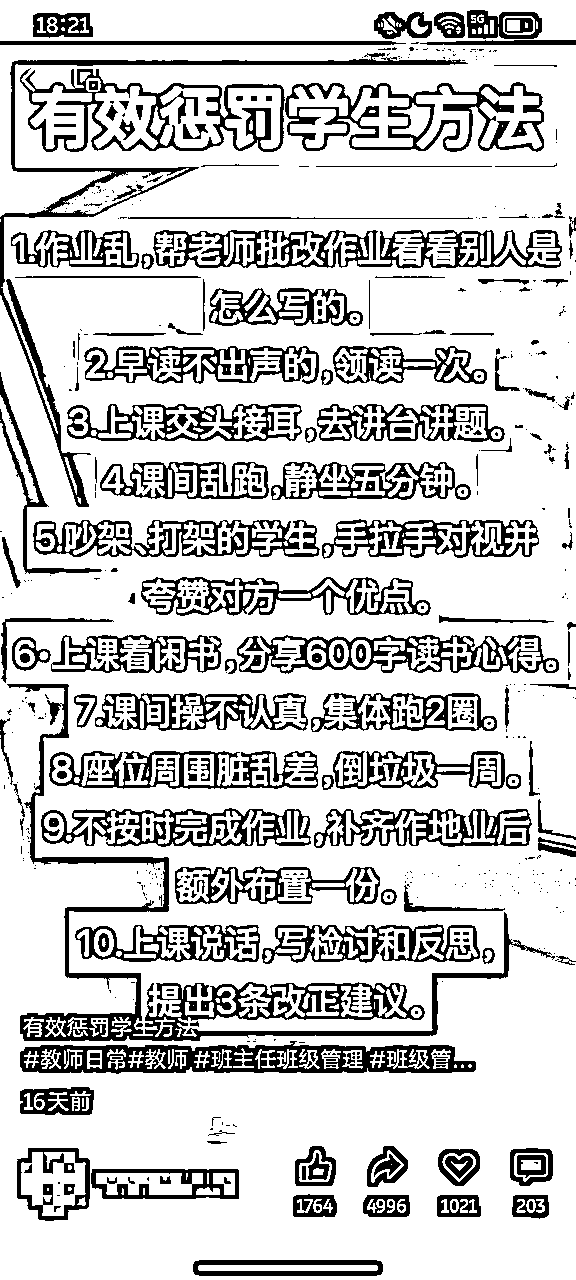 18:21
5G
有效惩罚学生方法
1.作业乱,帮老师批改作业看看别人是
怎么写的。
2.早读不出声的,领读一次。
3.上课交头接耳,去讲台讲题。
4.课间乱跑,静坐五分钟。
5.吵架、打架的学生,手拉手对视并
夸赞对方一个优点。
6·上课着闲书,分享600字读书心得。
7.课间操不认真,集体跑2圈。
8.座位周围脏乱差,倒垃圾一周。
9.不按时完成作业,补齐作地业后
额外布置一份。
10.上课说话,写检讨和反思,
提出3条改正建议。
有效惩罚学生方法
#教师日常#教师 #班主任班级管理 #班级管...
16天前
1764 4996 1021 203